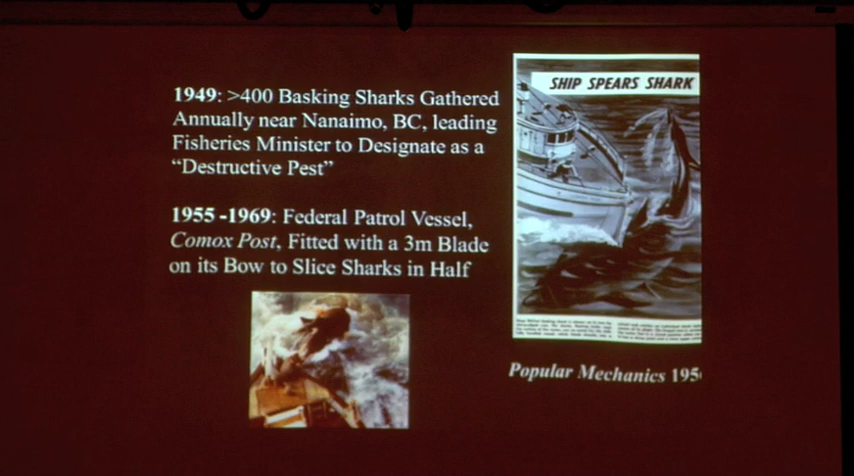 1949: >400 Basking Sharks Gathered
Annually near Nanaimo, BC, leading
Fisheries Minister to Designate as a
“Destructive Pest”
1955 -1969: Federal Patrol Vessel,
Comox Post, Fitted with a 3m Blade
on its Bow to Slice Sharks in Half
SHIP SPEARS SHARK
Popular Mechanics 195